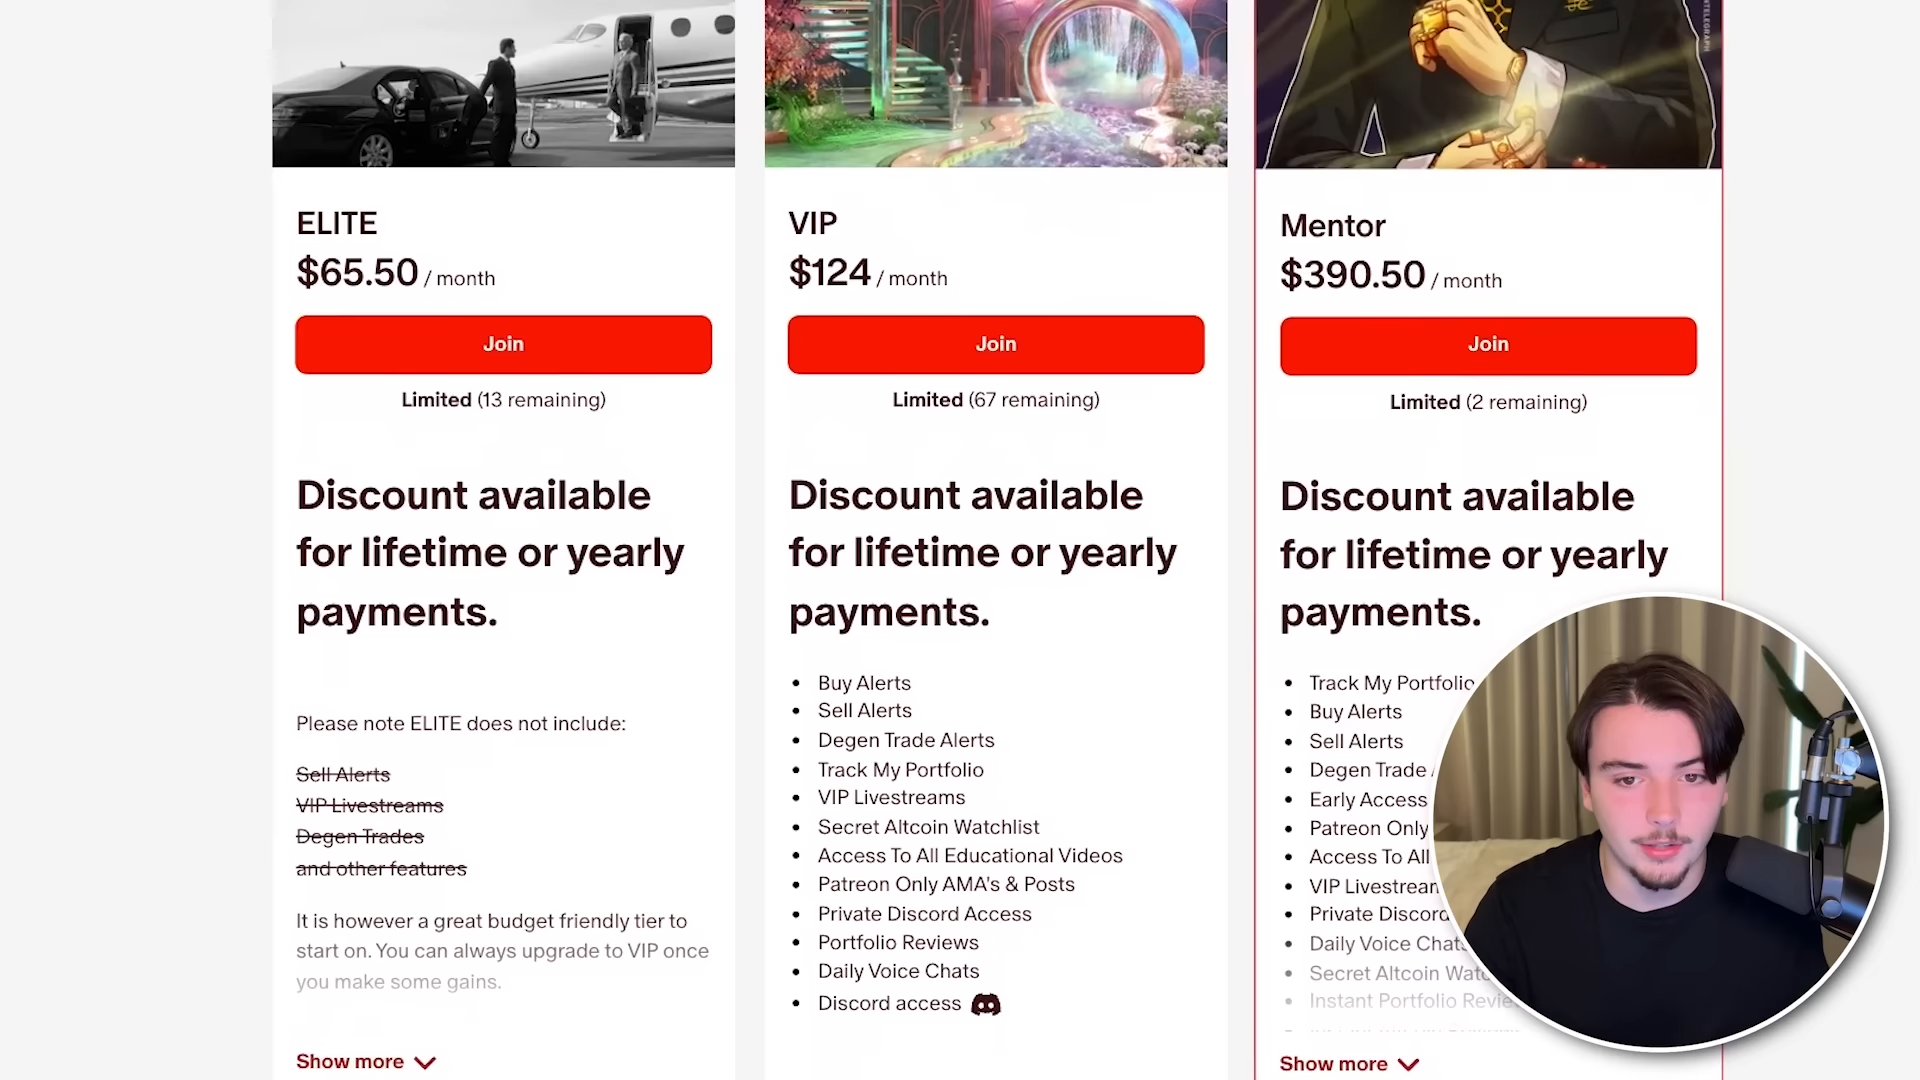 ELITE
$65.50 / month
Join
Limited (13 remaining)
Discount available
for lifetime or yearly
payments.
Please note ELITE does not include:
Sell Alerts
VIP Livestreams
Degen Trades
and other features
It is however a great budget friendly tier to
start on. You can always upgrade to VIP once
you make some gains.
Show more
VIP
$124 / month
Join
Limited (67 remaining)
Discount available
for lifetime or yearly
payments.
Buy Alerts
Sell Alerts
Degen Trade Alerts
Track My Portfolio
VIP Livestreams
Secret Altcoin Watchlist
Access To All Educational Videos
Patreon Only AMA's & Posts
Private Discord Access
Portfolio Reviews
Daily Voice Chats
Discord access
Mentor
$390.50 / month
Join
Limited (2 remaining)
Discount available
for lifetime or yearly
payments.
Track My Portfolio
Buy Alerts
Sell Alerts
Degen Trade
Early Access
Patreon Only
Access To All
VIP Livestream
Private Discord
Daily Voice Chats
Secret Altcoin
Instant Portfolio
Show more